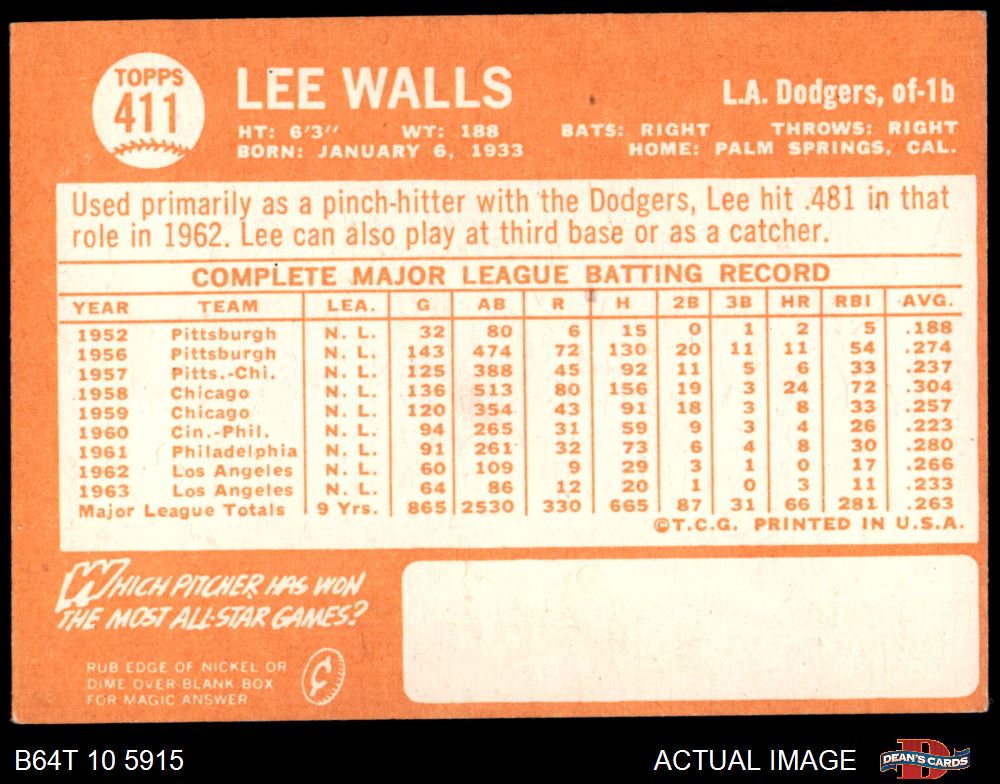 TOPPS
411
LEE WALLS
L.A. Dodgers, of-1b
HT: 6'3" WT: 188 BATS: RIGHT THROWS: RIGHT
BORN: JANUARY 6, 1933 HOME: PALM SPRINGS, CAL.
Used primarily as a pinch-hitter with the Dodgers, Lee hit .481 in that
role in 1962. Lee can also play at third base or as a catcher.
COMPLETE MAJOR LEAGUE BATTING RECORD
YEAR TEAM LEA. G AB R H 2B 3B HR RBI AVG.
1952 Pittsburgh N. L. 32 80 6 15 0 1 2 5 .188
1956 Pittsburgh N. L. 143 474 72 130 20 11 11 54 .274
1957 Pitts.-Chi. N. L. 125 388 45 92 11 5 6 33 .237
1958 Chicago N. L. 136 513 80 156 19 3 24 72 .304
1959 Chicago N. L. 120 354 43 91 18 3 8 33 .257
1960 Cin.-Phil. N. L. 94 265 31 59 9 3 4 26 .223
1961 Philadelphia N. L. 91 261 32 73 6 4 8 30 .280
1962 Los Angeles N. L. 60 109 9 29 3 1 0 17 .266
1963 Los Angeles N. L. 64 86 12 20 1 0 3 11 .233
Major League Totals 9 Yrs. 865 2530 330 665 87 31 66 281 .263
©T.C.G. PRINTED IN U.S.A.
WHICH PITCHER HAS WON
THE MOST ALL-STAR GAMES?
RUB EDGE OF NICKEL OR
DIME OVER BLANK BOX
FOR MAGIC ANSWER
¢
B64T 10 5915
ACTUAL IMAGE
DEAN'S CARDS